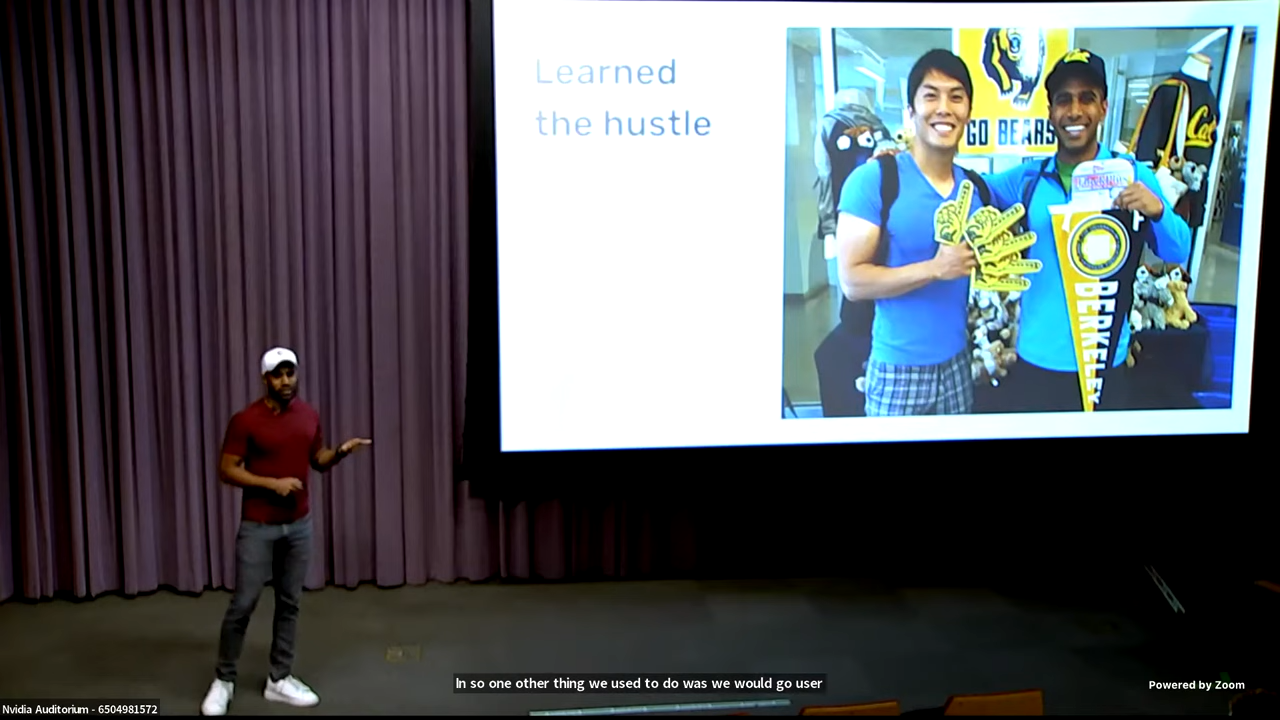 Learned
the hustle
GO BEARS
Cal
Cal
BERKELEY
In so one other thing we used to do was we would go user
Powered by Zoom
Nvidia Auditorium - 6504981572